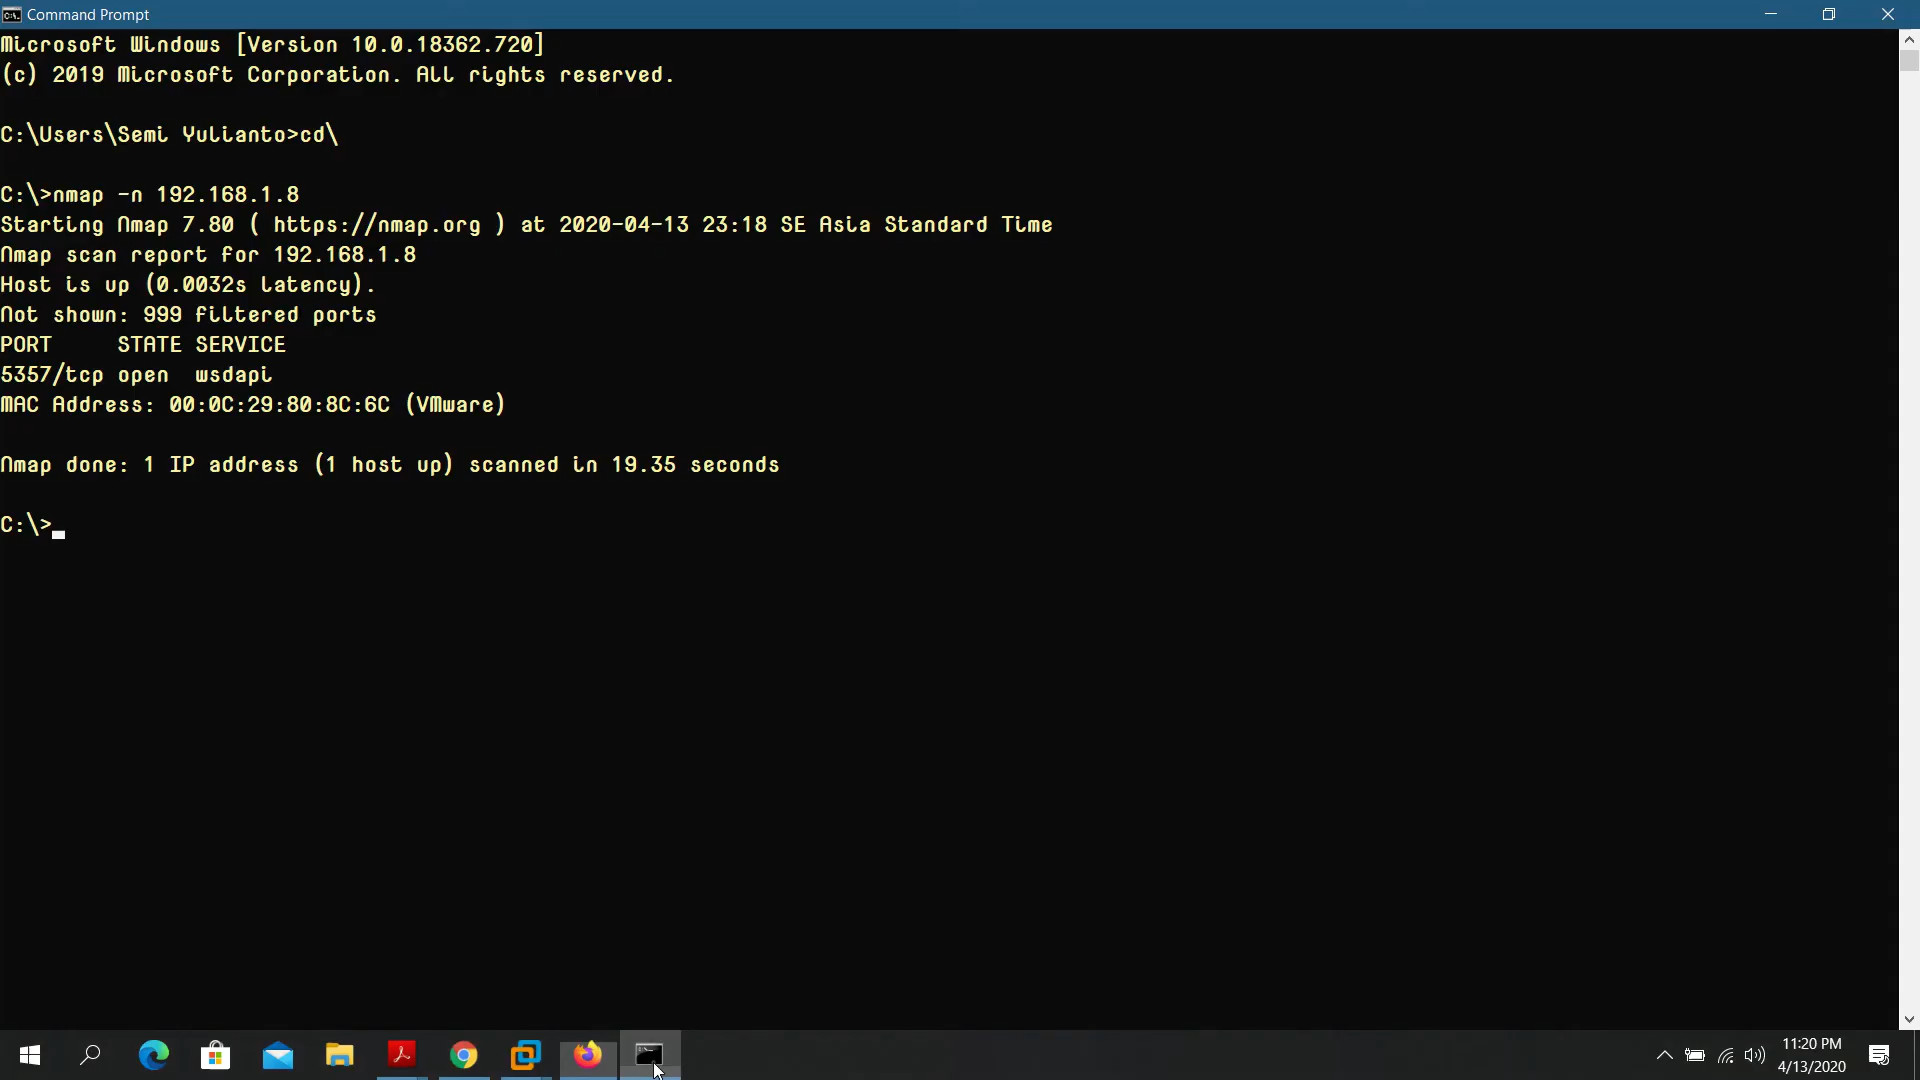 Command Prompt
Microsoft Windows [Version 10.0.18362.720]
(c) 2019 Microsoft Corporation. All rights reserved.
C:\Users\Semi Yulianto>cd\
C:\>nmap -n 192.168.1.8
Starting Nmap 7.80 ( https://nmap.org ) at 2020-04-13 23:18 SE Asia Standard Time
Nmap scan report for 192.168.1.8
Host is up (0.0032s latency).
Not shown: 999 filtered ports
PORT     STATE SERVICE
5357/tcp open  wsdapi
MAC Address: 00:0C:29:80:8C:6C (VMware)
Nmap done: 1 IP address (1 host up) scanned in 19.35 seconds
C:\>
11:20 PM
4/13/2020